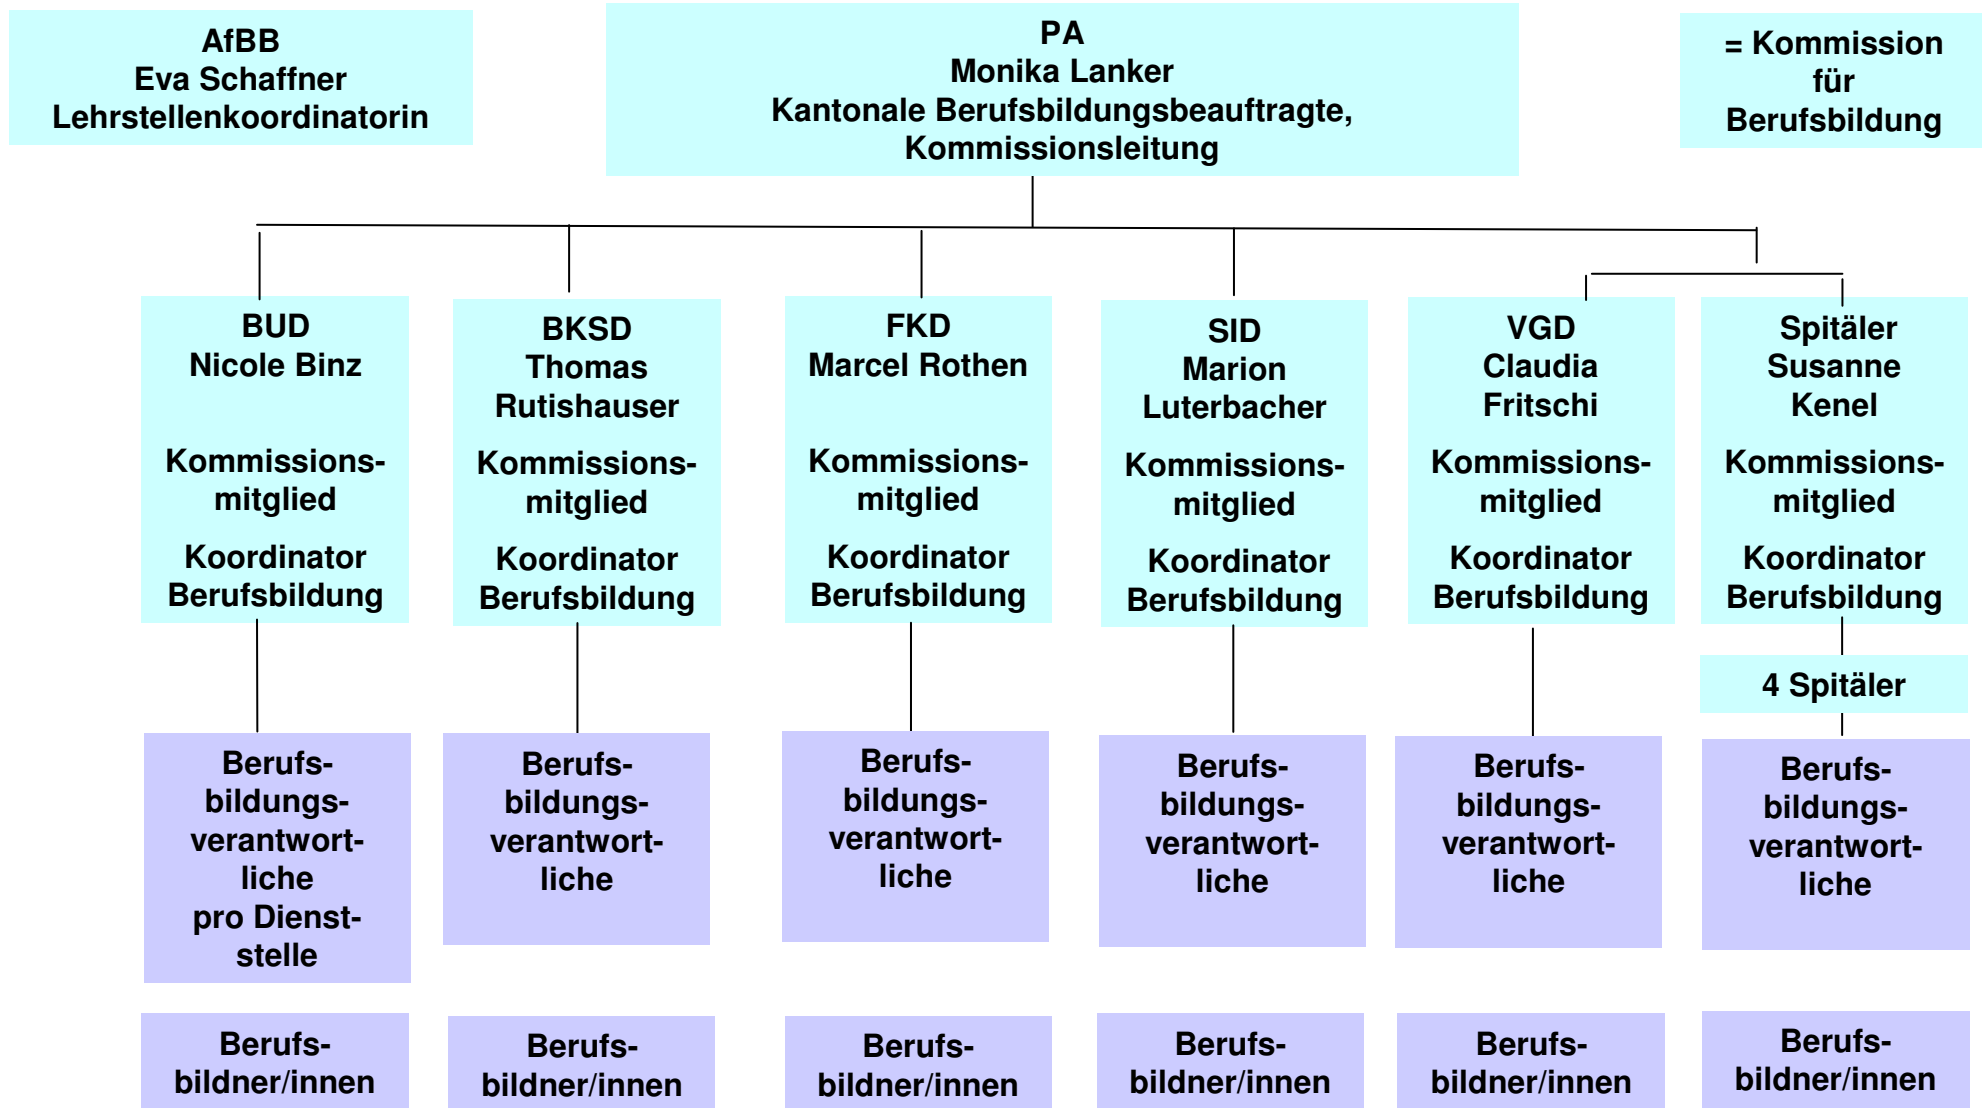 AfBB
Eva Schaffner
Lehrstellenkoordinatorin
PA
Monika Lanker
Kantonale Berufsbildungsbeauftragte,
Kommissionsleitung
= Kommission
für
Berufsbildung
BUD
Nicole Binz
Kommissions-
mitglied
Koordinator
Berufsbildung
BKSD
Thomas
Rutishauser
Kommissions-
mitglied
Koordinator
Berufsbildung
FKD
Marcel Rothen
Kommissions-
mitglied
Koordinator
Berufsbildung
SID
Marion
Luterbacher
Kommissions-
mitglied
Koordinator
Berufsbildung
VGD
Claudia
Fritschi
Kommissions-
mitglied
Koordinator
Berufsbildung
Spitäler
Susanne
Kenel
Kommissions-
mitglied
Koordinator
Berufsbildung
4 Spitäler
Berufs-
bildungs-
verantwort-
liche
pro Dienst-
stelle
Berufs-
bildungs-
verantwort-
liche
Berufs-
bildungs-
verantwort-
liche
Berufs-
bildungs-
verantwort-
liche
Berufs-
bildungs-
verantwort-
liche
Berufs-
bildungs-
verantwort-
liche
Berufs-
bildner/innen
Berufs-
bildner/innen
Berufs-
bildner/innen
Berufs-
bildner/innen
Berufs-
bildner/innen
Berufs-
bildner/innen